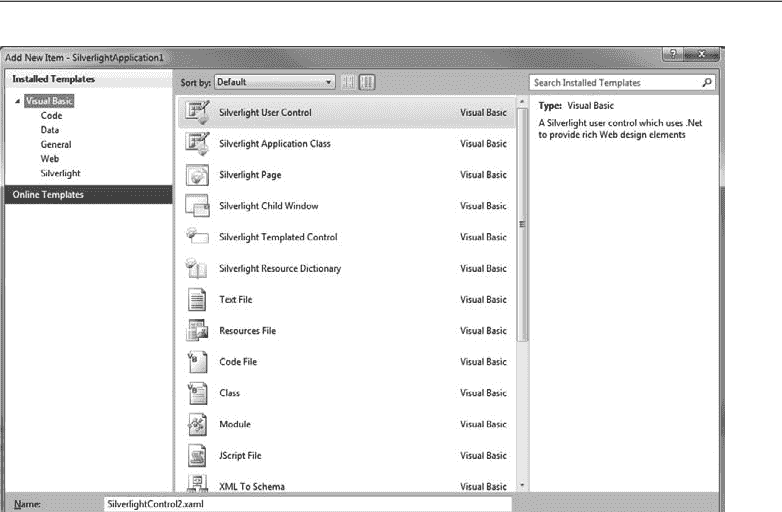 Add New Item - SilverlightApplication1
Installed Templates
Sort by: Default
Search Installed Templates
Visual Basic
Code
Data
General
Web
Silverlight
Online Templates
Silverlight User Control Visual Basic
Silverlight Application Class Visual Basic
Silverlight Page Visual Basic
Silverlight Child Window Visual Basic
Silverlight Templated Control Visual Basic
Silverlight Resource Dictionary Visual Basic
Text File Visual Basic
Resources File Visual Basic
Code File Visual Basic
Class Visual Basic
Module Visual Basic
JScript File Visual Basic
XML To Schema Visual Basic
Type: Visual Basic
A Silverlight user control which uses .Net
to provide rich Web design elements
Name: SilverlightControl2.xaml